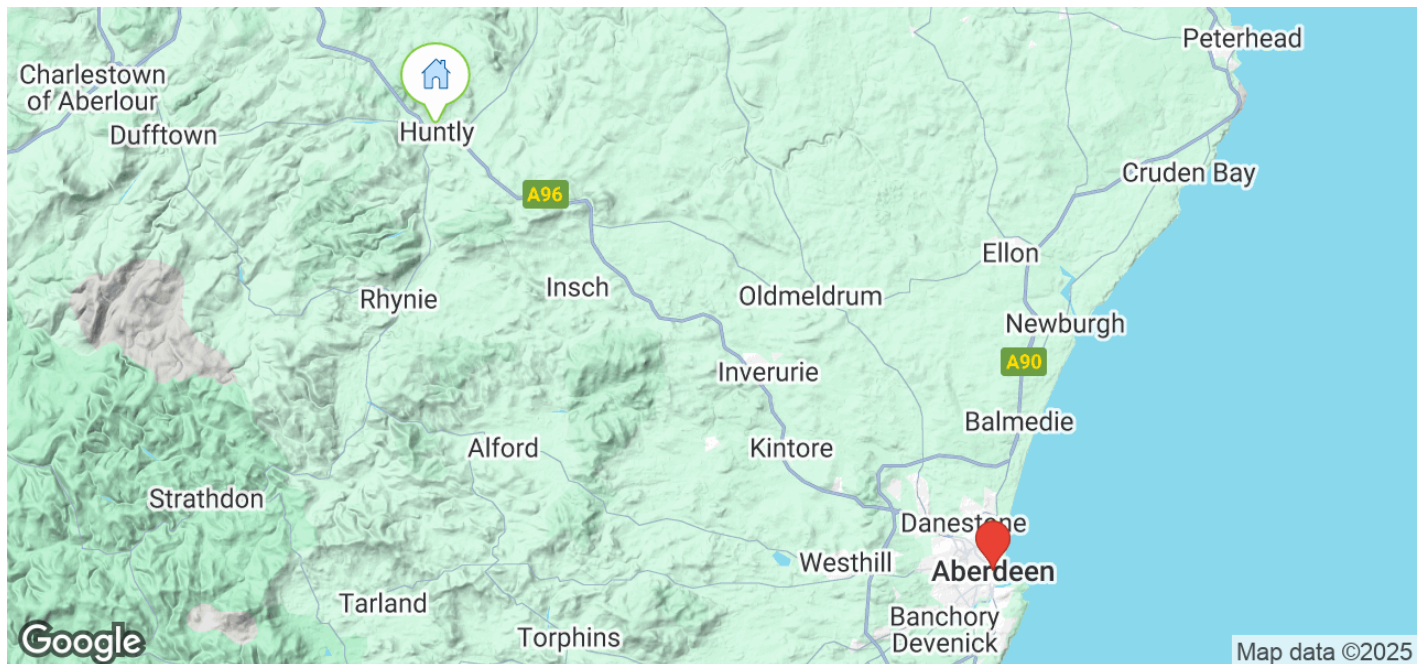 Peterhead
Charlestown
of Aberlour
Dufftown
Huntly
Cruden Bay
A96
Ellon
Insch
Rhynie
Oldmeldrum
Newburgh
A90
Inverurie
Balmedie
Alford
Kintore
Strathdon
Danestone
Westhill
Aberdeen
Tarland
Banchory
Devenick
Torphins
Google
Map data ©2025